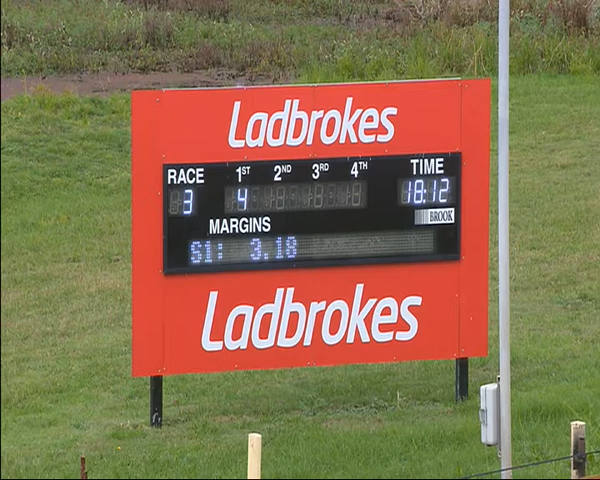 Ladbrokes
RACE 1ST 2ND 3RD 4TH TIME
3 4 18:12
BROOK
MARGINS
S1: 3.18
Ladbrokes